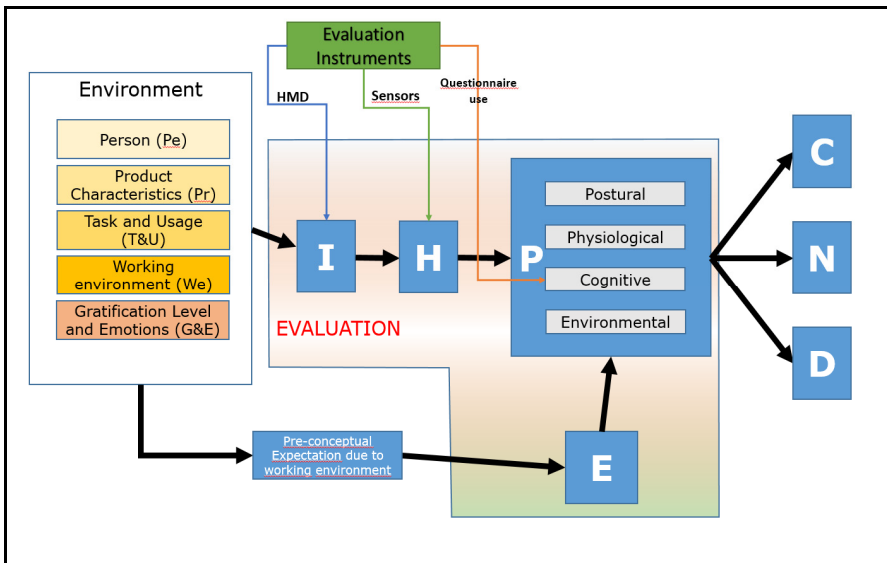 Evaluation
Instruments
Environment
HMD
Sensors
Questionnaire
use
Person (Pe)
Product
Characteristics (Pr)
Task and Usage
(T&U)
Working
environment (We)
Gratification Level
and Emotions (G&E)
I
H
P
Postural
Physiological
Cognitive
Environmental
EVALUATION
C
N
D
Pre-conceptual
Expectation due to
working environment
E